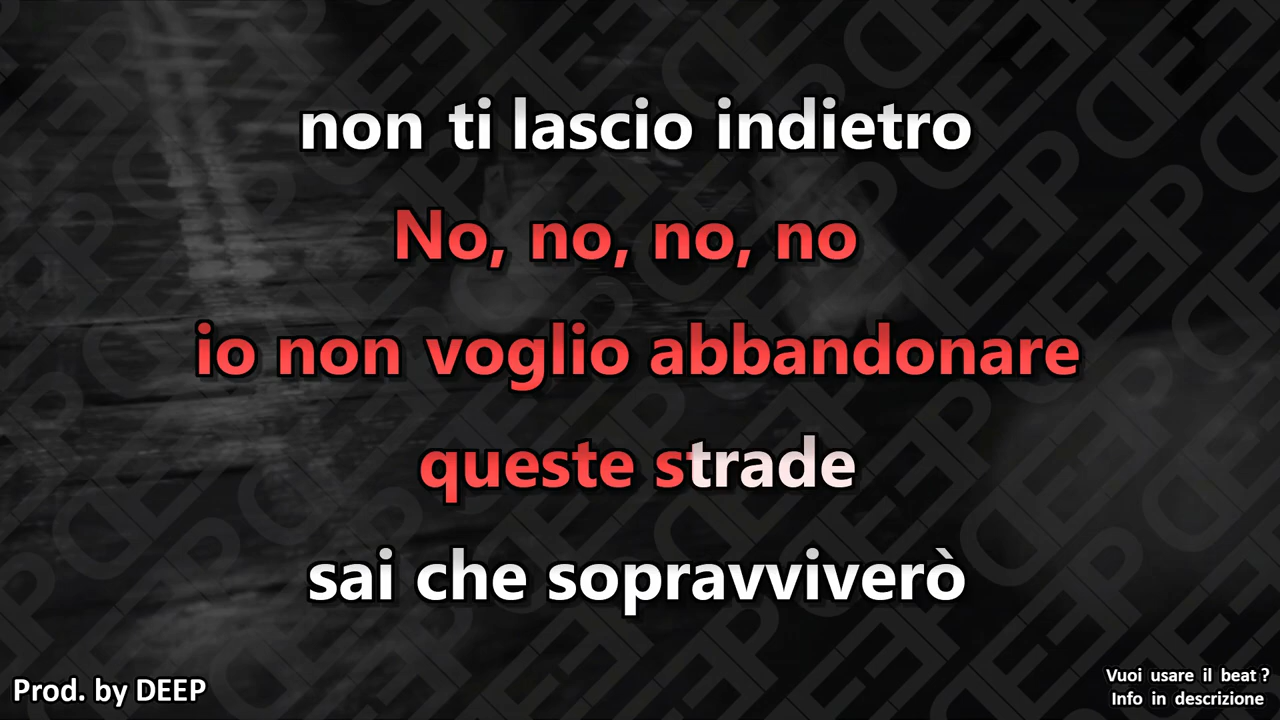 non ti lascio indietro
No, no, no, no
io non voglio abbandonare
queste strade
sai che sopravviverò
Prod. by DEEP
Vuoi usare il beat ?
Info in descrizione